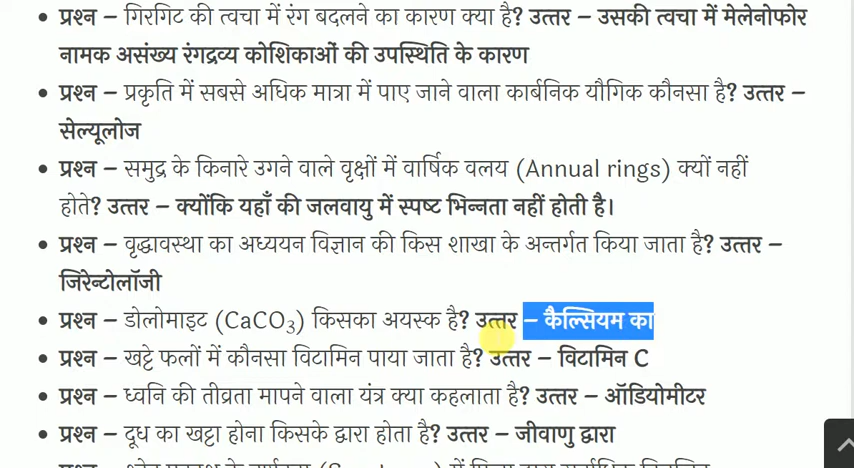 • प्रश्न – गिरगिट की त्वचा में रंग बदलने का कारण क्या है? उत्तर – उसकी त्वचा में मेलेनोफोर
नामक असंख्य रंगद्रव्य कोशिकाओं की उपस्थिति के कारण
• प्रश्न – प्रकृति में सबसे अधिक मात्रा में पाए जाने वाला कार्बनिक यौगिक कौनसा है? उत्तर –
सेल्यूलोज
• प्रश्न – समुद्र के किनारे उगने वाले वृक्षों में वार्षिक वलय (Annual rings) क्यों नहीं
होते? उत्तर – क्योंकि यहाँ की जलवायु में स्पष्ट भिन्नता नहीं होती है।
• प्रश्न – वृद्धावस्था का अध्ययन विज्ञान की किस शाखा के अन्तर्गत किया जाता है? उत्तर –
जिरेन्टोलॉजी
• प्रश्न – डोलोमाइट (CaCO₃) किसका अयस्क है? उत्तर – कैल्सियम का
• प्रश्न – खट्टे फलों में कौनसा विटामिन पाया जाता है? उत्तर – विटामिन C
• प्रश्न – ध्वनि की तीव्रता मापने वाला यंत्र क्या कहलाता है? उत्तर – ऑडियोमीटर
• प्रश्न – दूध का खट्टा होना किसके द्वारा होता है? उत्तर – जीवाणु द्वारा